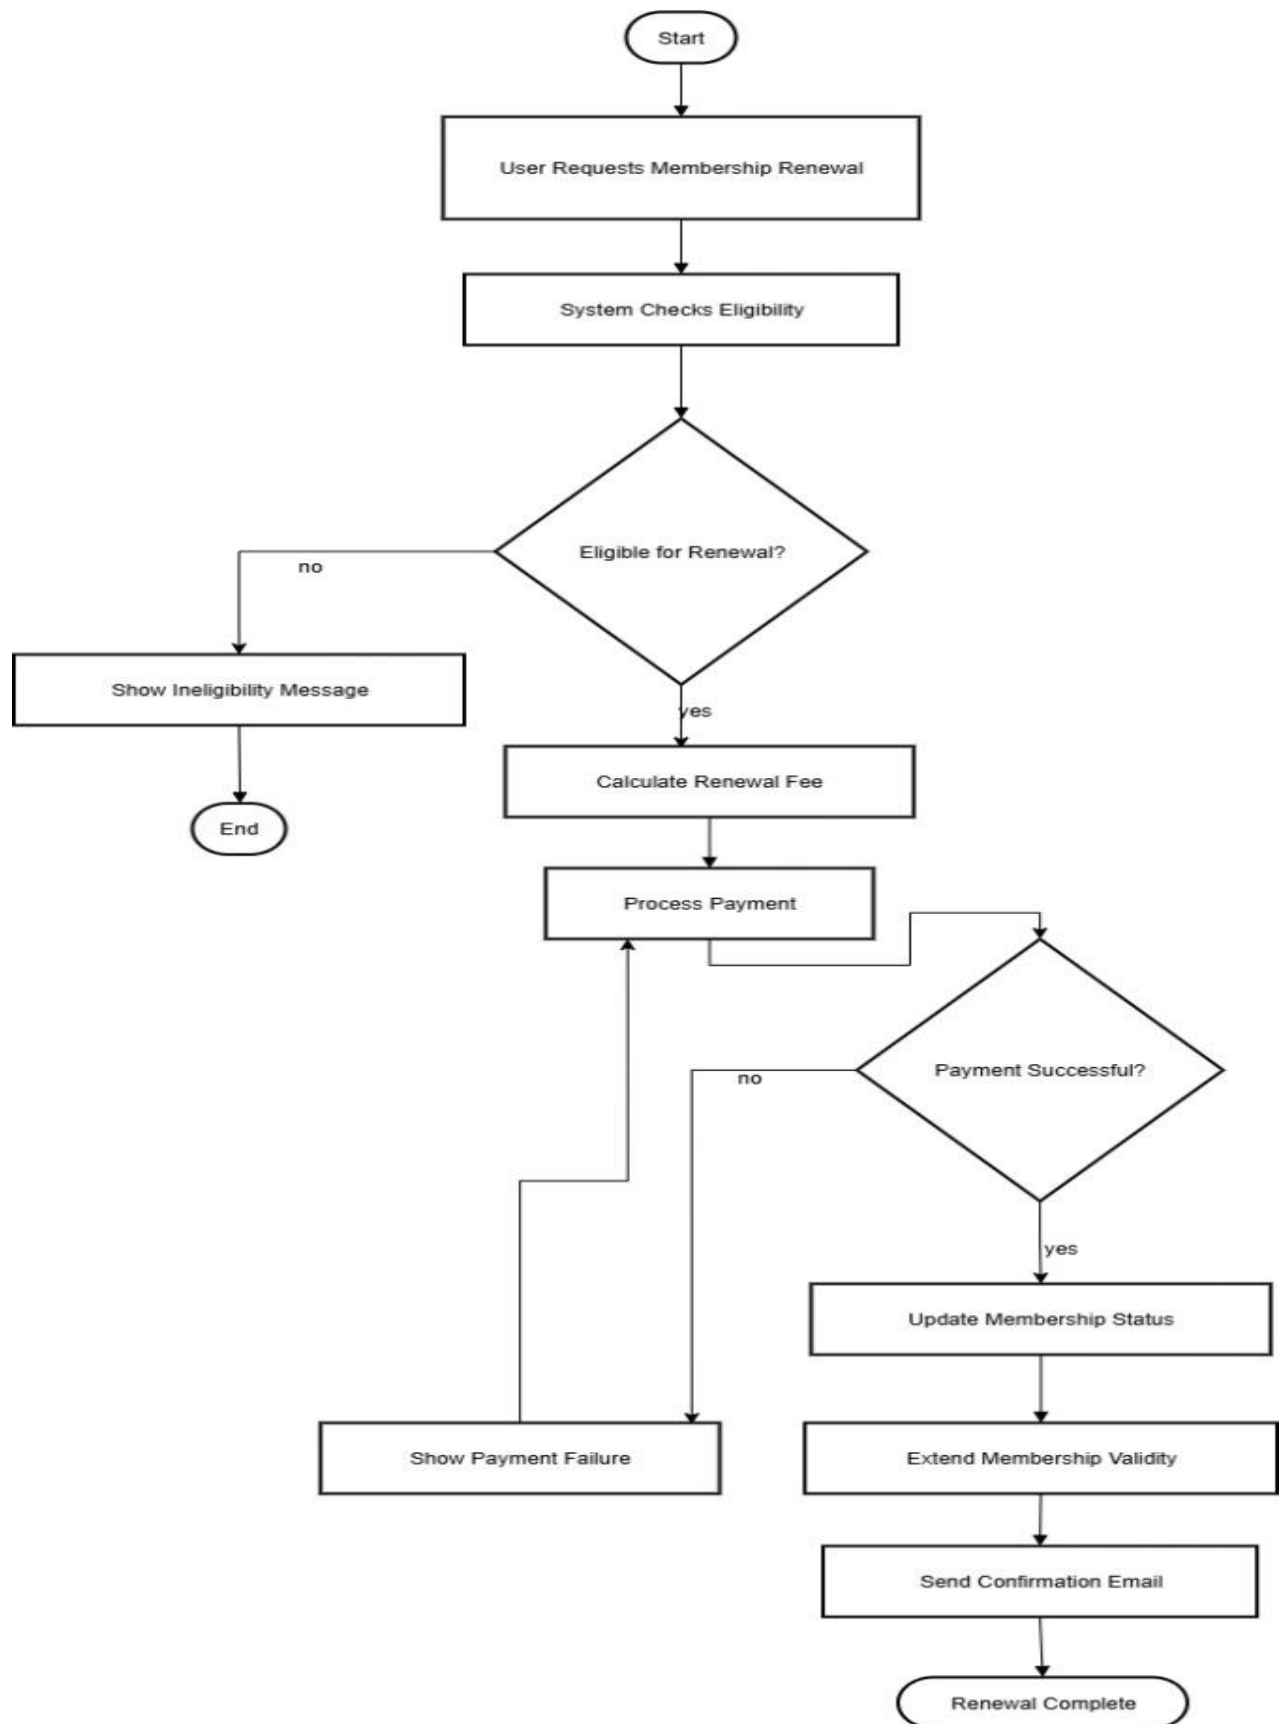 Start
User Requests Membership Renewal
System Checks Eligibility
Eligible for Renewal?
no
Show Ineligibility Message
yes
Calculate Renewal Fee
End
Process Payment
Payment Successful?
no
yes
Update Membership Status
Show Payment Failure
Extend Membership Validity
Send Confirmation Email
Renewal Complete